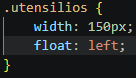 .utensilios {
    width: 150px;
    float: left;
}